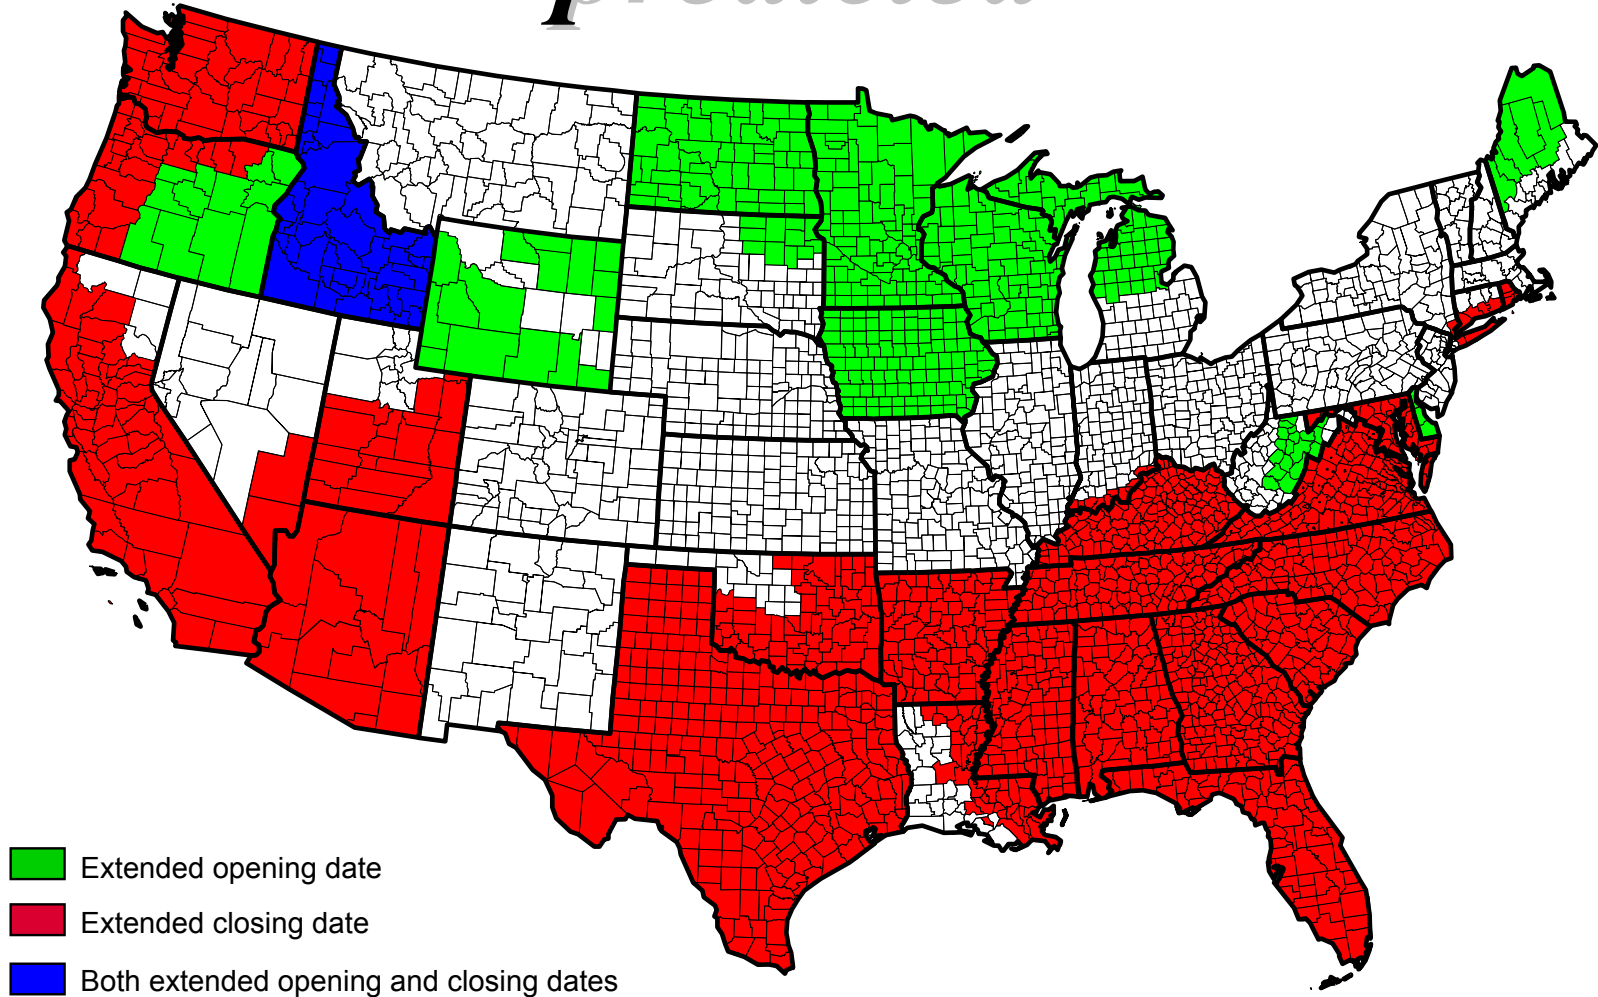 Extended opening date
Extended closing date
Both extended opening and closing dates